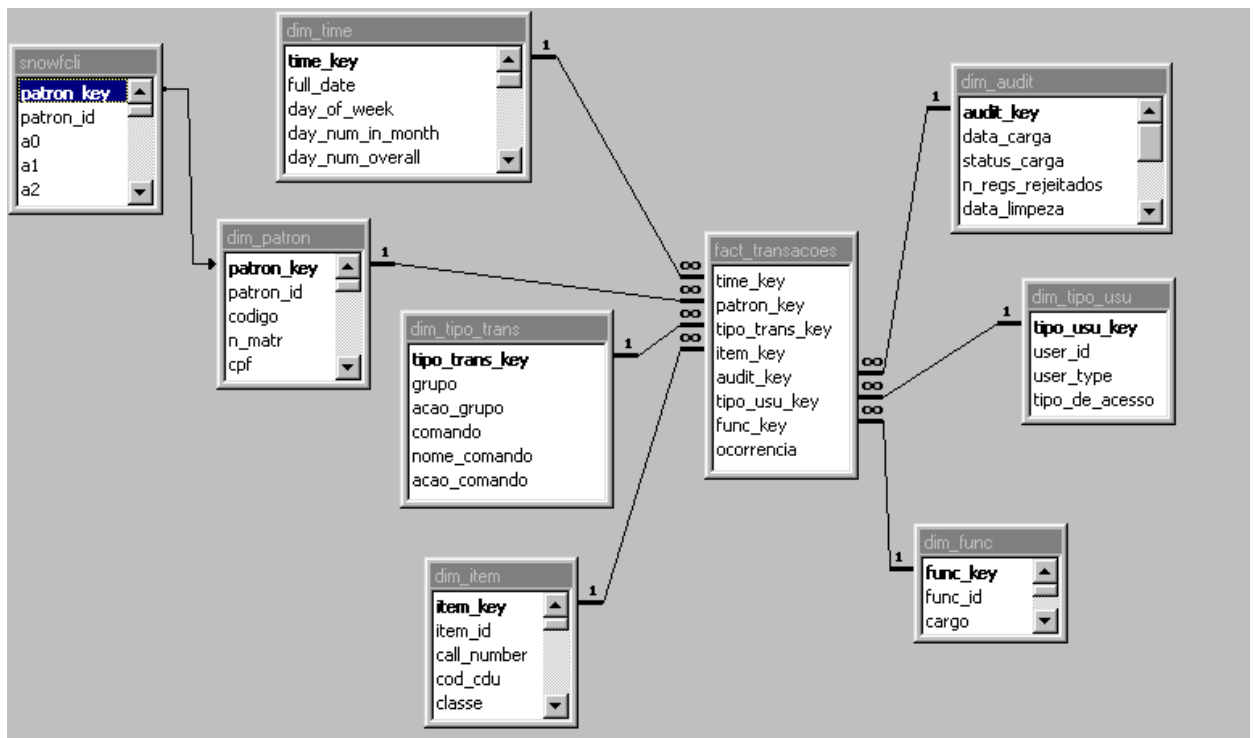 snowfcli
patron_key
patron_id
a0
a1
a2
dim_time
time_key
full_date
day_of_week
day_num_in_month
day_num_overall
1
dim_audit
audit_key
data_carga
status_carga
n_regs_rejeitados
data_limpeza
1
dim_patron
patron_key
patron_id
codigo
n_matr
cpf
1
dim_tipo_trans
tipo_trans_key
grupo
acao_grupo
comando
nome_comando
acao_comando
1
fact_transacoes
time_key
patron_key
tipo_trans_key
item_key
audit_key
tipo_usu_key
func_key
ocorrencia
∞
∞
∞
∞
∞
∞
∞
dim_tipo_usu
tipo_usu_key
user_id
user_type
tipo_de_acesso
1
dim_item
item_key
item_id
call_number
cod_cdu
classe
1
dim_func
func_key
func_id
cargo
1